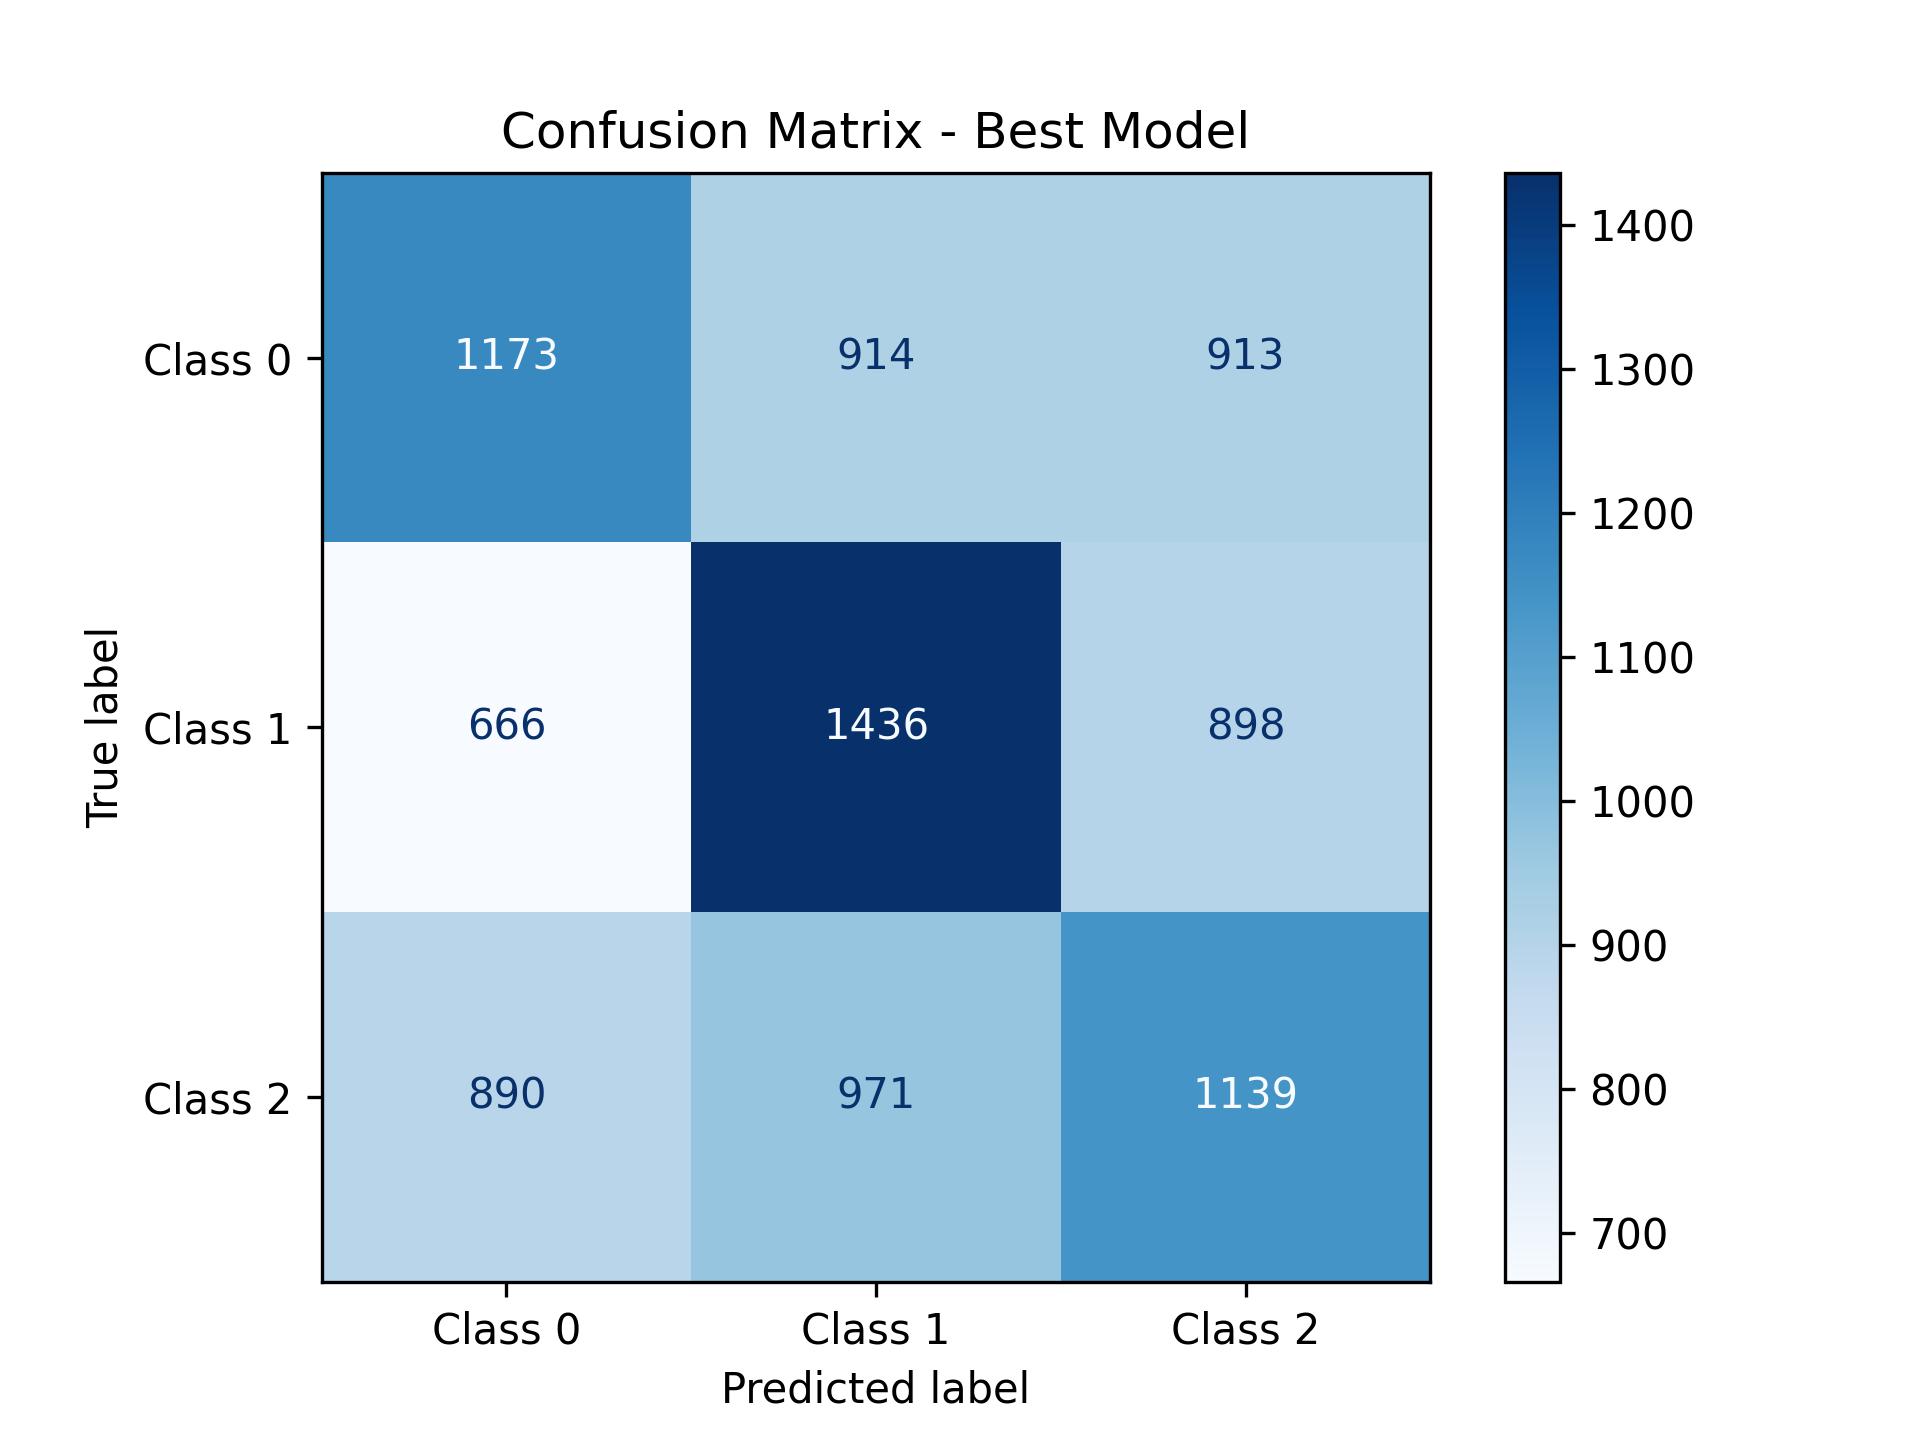 Confusion Matrix - Best Model
True label
Class 0
1173
914
913
Class 1
666
1436
898
Class 2
890
971
1139
Class 0
Class 1
Class 2
Predicted label
1400
1300
1200
1100
1000
900
800
700